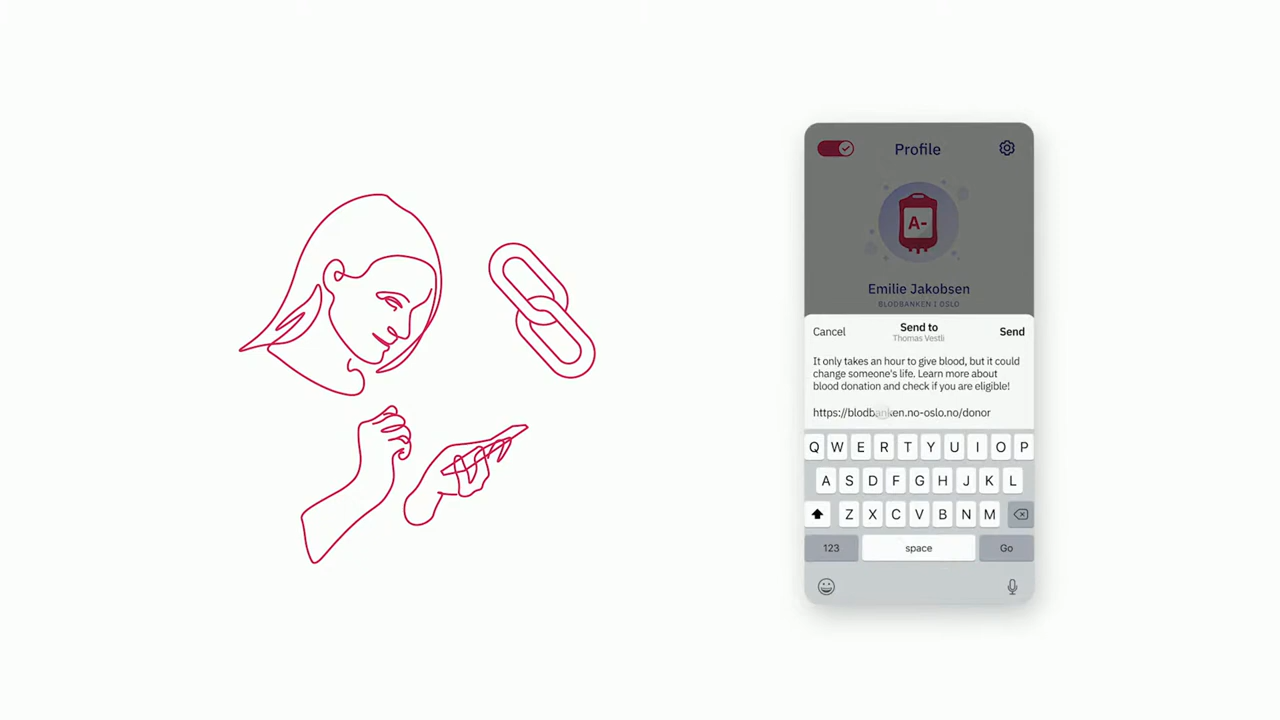 Profile
A-
Emilie Jakobsen
BLODBANKEN I OSLO
Cancel
Send to
Send
Thomas Vestli
It only takes an hour to give blood, but it could
change someone's life. Learn more about
blood donation and check if you are eligible!
https://blodbanken.no-oslo.no/donor
Q W E R T Y U I O P
A S D F G H J K L
Z X C V B N M
123
space
Go